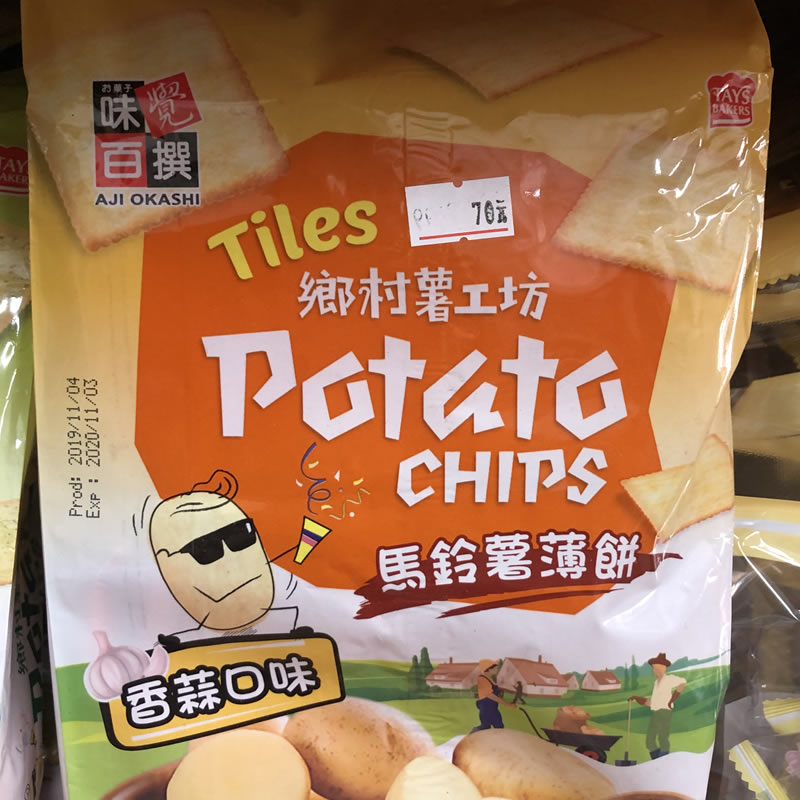 お菓子
味覺
百撰
AJI OKASHI
TAYS
BAKERS
70元
Tiles
鄉村薯工坊
Potato
CHIPS
馬鈴薯薄餅
Prod: 2019/11/04
Exp : 2020/11/03
香蒜口味
TAYS
BAKERS